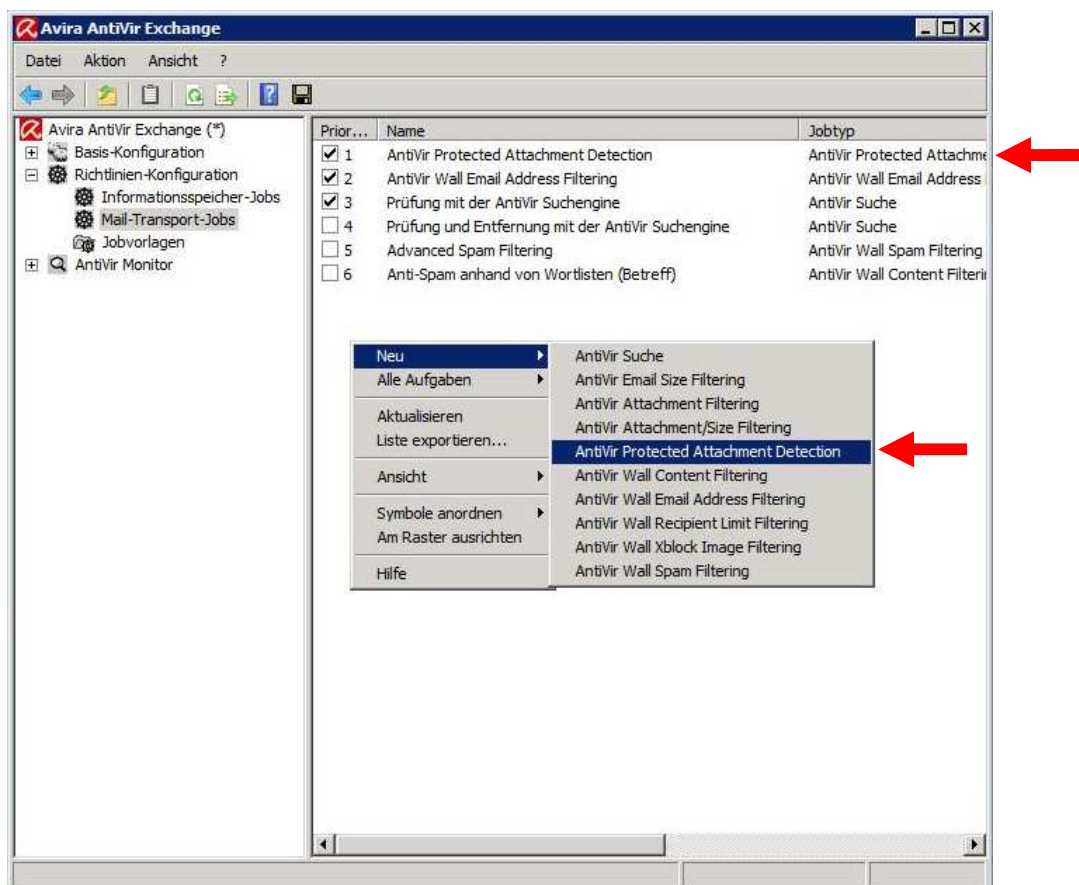 Avira AntiVir Exchange
Datei Aktion Ansicht ?
Avira AntiVir Exchange (*)
Basis-Konfiguration
Richtlinien-Konfiguration
Informationsspeicher-Jobs
Mail-Transport-Jobs
Jobvorlagen
AntiVir Monitor
Prior... Name Jobtyp
1 AntiVir Protected Attachment Detection AntiVir Protected Attachme
2 AntiVir Wall Email Address Filtering AntiVir Wall Email Address
3 Prüfung mit der AntiVir Suchengine AntiVir Suche
4 Prüfung und Entfernung mit der AntiVir Suchengine AntiVir Suche
5 Advanced Spam Filtering AntiVir Wall Spam Filtering
6 Anti-Spam anhand von Wortlisten (Betreff) AntiVir Wall Content Filteri
Neu
Alle Aufgaben
Aktualisieren
Liste exportieren...
Ansicht
Symbole anordnen
Am Raster ausrichten
Hilfe
AntiVir Suche
AntiVir Email Size Filtering
AntiVir Attachment Filtering
AntiVir Attachment/Size Filtering
AntiVir Protected Attachment Detection
AntiVir Wall Content Filtering
AntiVir Wall Email Address Filtering
AntiVir Wall Recipient Limit Filtering
AntiVir Wall Xblock Image Filtering
AntiVir Wall Spam Filtering